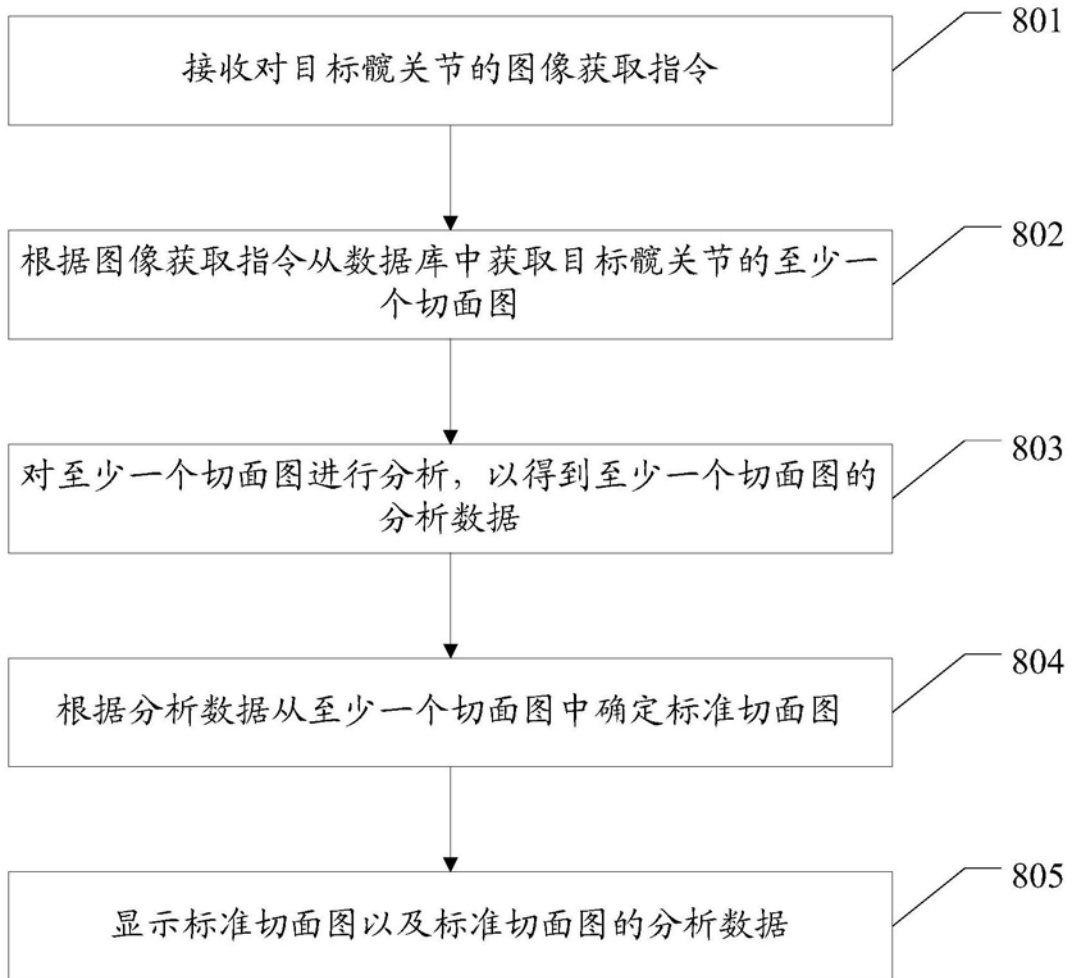 801
接收对目标髋关节的图像获取指令
802
根据图像获取指令从数据库中获取目标髋关节的至少一
个切面图
803
对至少一个切面图进行分析，以得到至少一个切面图的
分析数据
804
根据分析数据从至少一个切面图中确定标准切面图
805
显示标准切面图以及标准切面图的分析数据